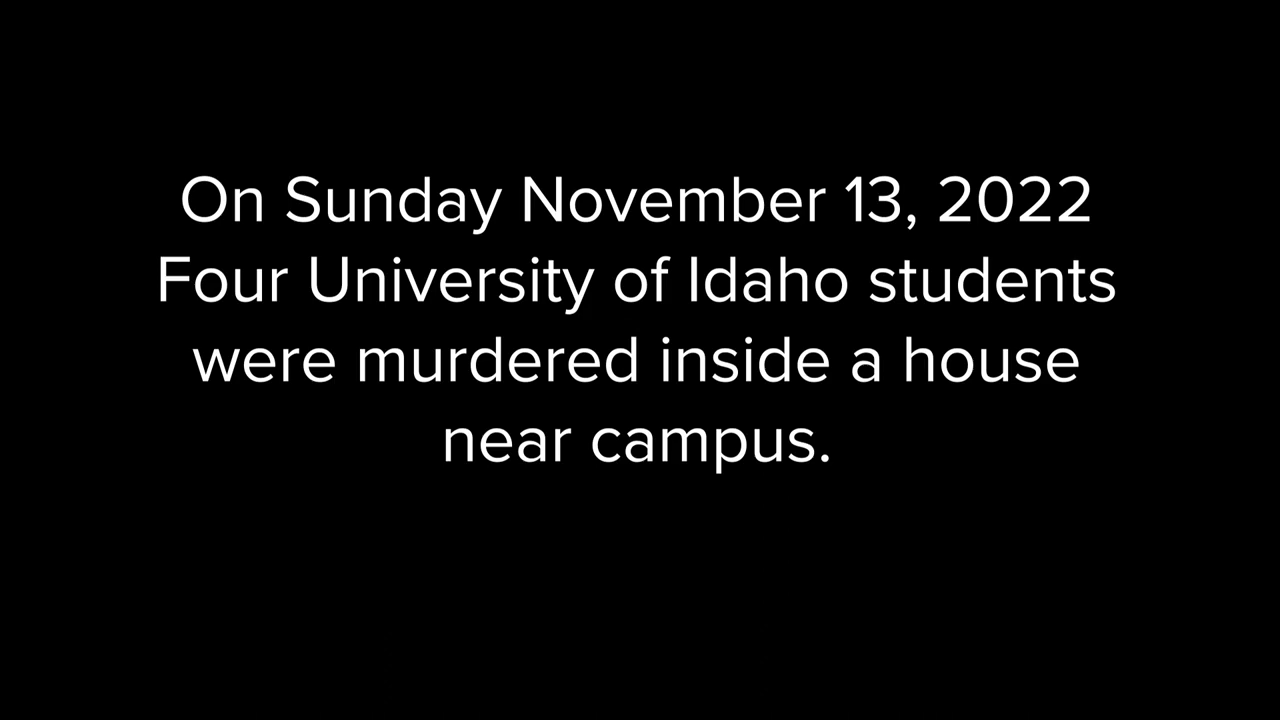 On Sunday November 13, 2022
Four University of Idaho students
were murdered inside a house
near campus.